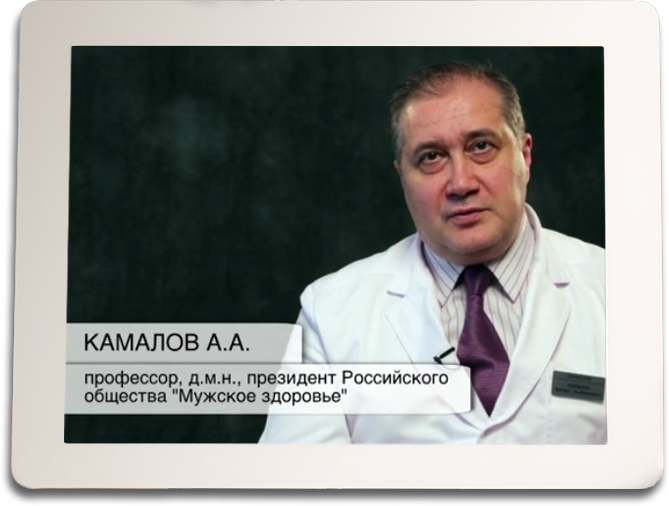 КАМАЛОВ А.А.
профессор, д.м.н., президент Российского
общества "Мужское здоровье"